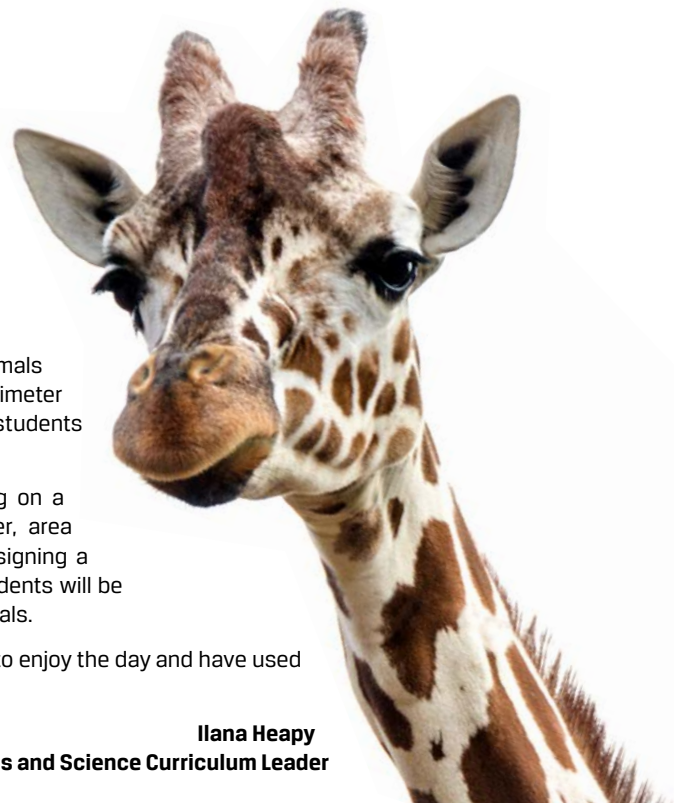 mals
imeter
students
g on a
er, area
signing a
dents will be
als.
to enjoy the day and have used
Ilana Heapy
s and Science Curriculum Leader